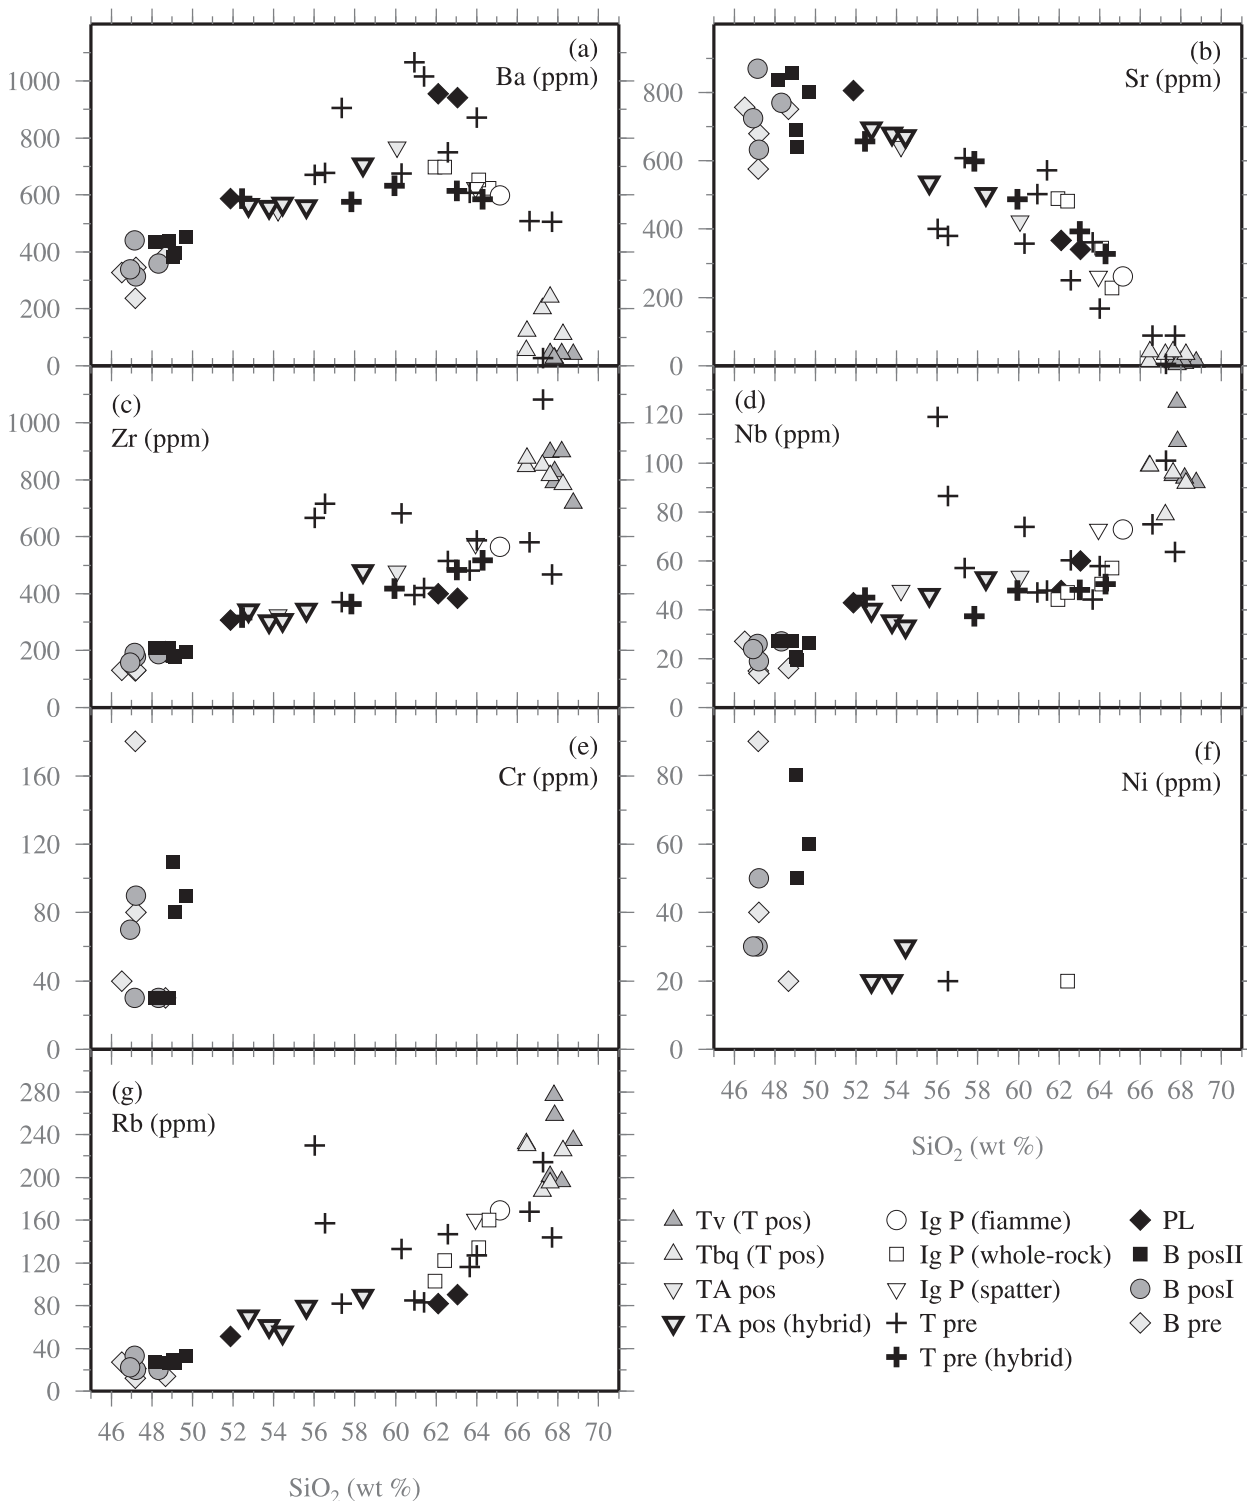 (a)
Ba (ppm)
1000
800
600
400
200
0
(b)
Sr (ppm)
800
600
400
200
0
(c)
Zr (ppm)
1000
800
600
400
200
0
(d)
Nb (ppm)
120
100
80
60
40
20
0
(e)
Cr (ppm)
160
120
80
40
0
(f)
Ni (ppm)
80
60
40
20
0
46 48 50 52 54 56 58 60 62 64 66 68 70
SiO2 (wt %)
(g)
Rb (ppm)
280
240
200
160
120
80
40
0
46 48 50 52 54 56 58 60 62 64 66 68 70
SiO2 (wt %)
Tv (T pos)
Tbq (T pos)
TA pos
TA pos (hybrid)
Ig P (fiamme)
Ig P (whole-rock)
Ig P (spatter)
T pre
T pre (hybrid)
PL
B posII
B posI
B pre